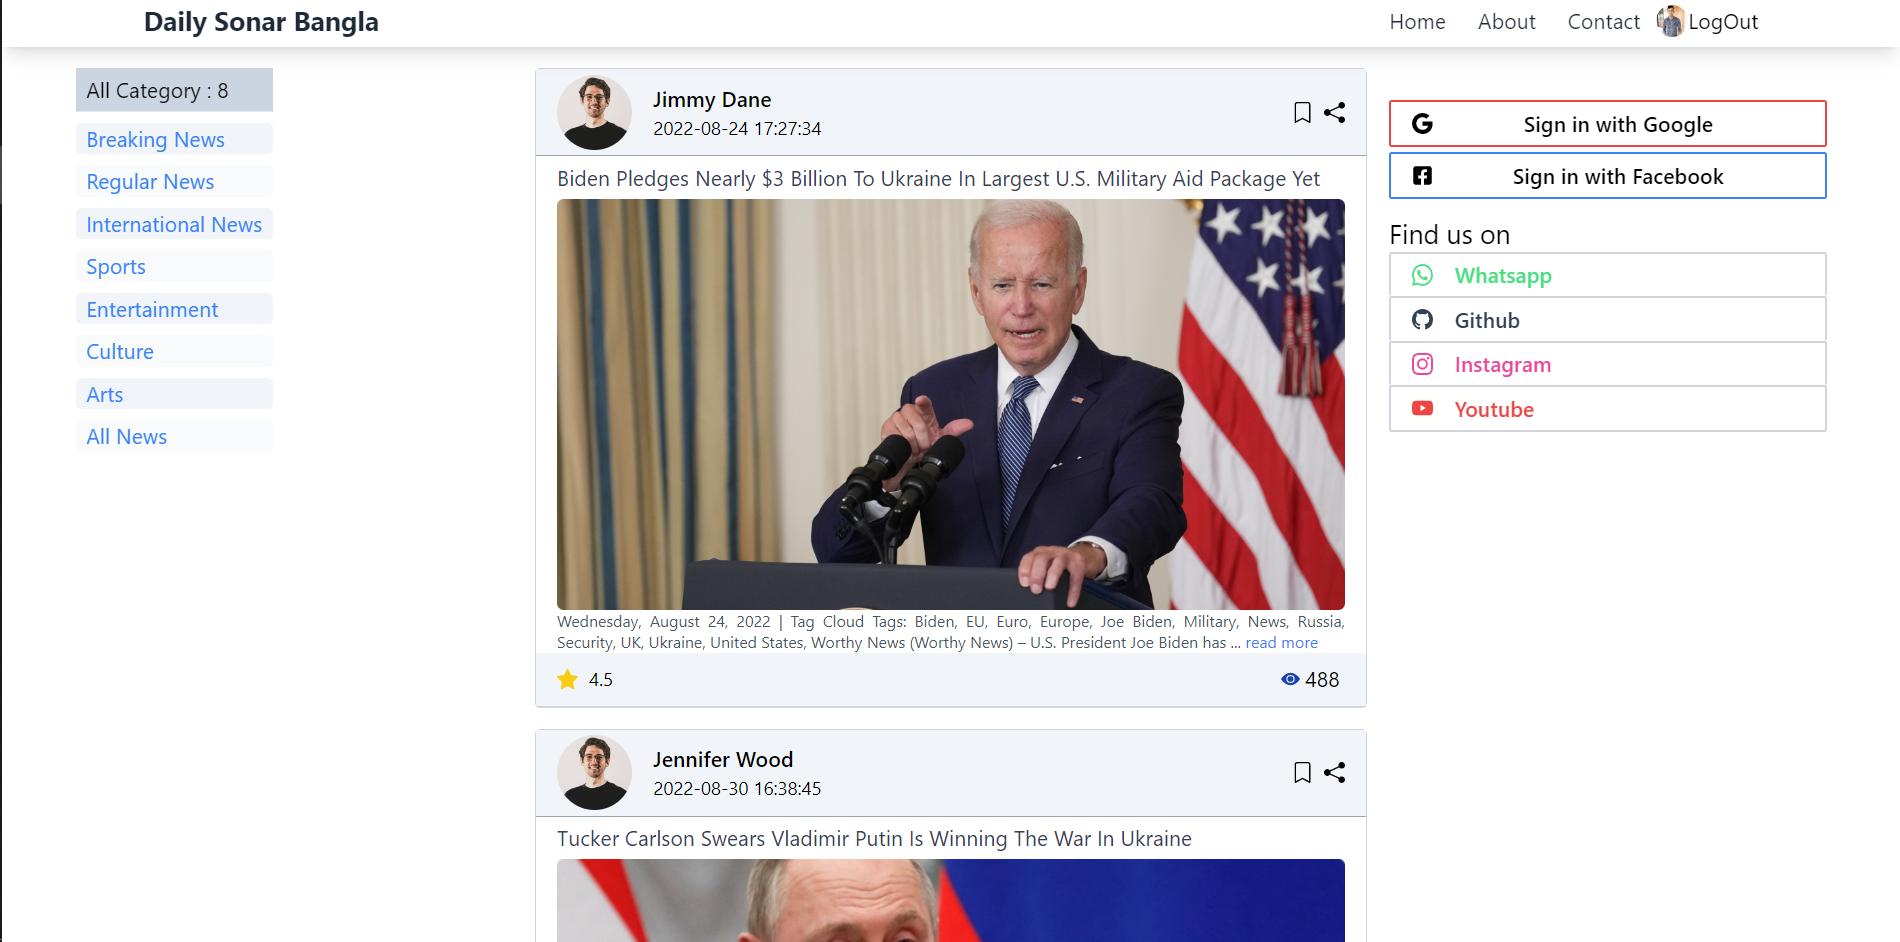 Daily Sonar Bangla
Home About Contact LogOut
All Category : 8
Breaking News
Regular News
International News
Sports
Entertainment
Culture
Arts
All News
Jimmy Dane
2022-08-24 17:27:34
Biden Pledges Nearly $3 Billion To Ukraine In Largest U.S. Military Aid Package Yet
Wednesday, August 24, 2022 | Tag Cloud Tags: Biden, EU, Euro, Europe, Joe Biden, Military, News, Russia,
Security, UK, Ukraine, United States, Worthy News (Worthy News) – U.S. President Joe Biden has ... read more
4.5
488
Jennifer Wood
2022-08-30 16:38:45
Tucker Carlson Swears Vladimir Putin Is Winning The War In Ukraine
Sign in with Google
Sign in with Facebook
Find us on
Whatsapp
Github
Instagram
Youtube